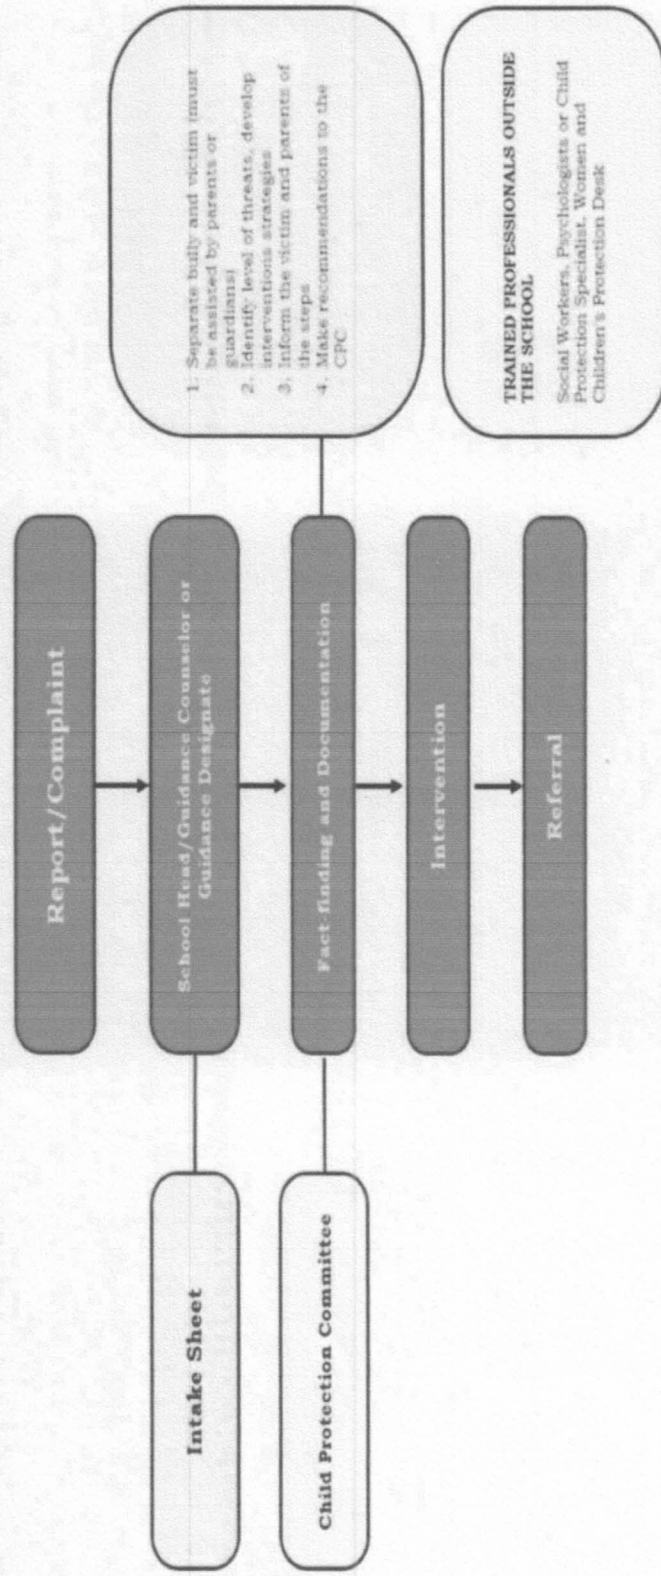 Report/Complaint
Intake Sheet
School Head/Guidance Counselor or
Guidance Designate
Child Protection Committee
Fact-finding and Documentation
1. Separate bully and victim (must
be assisted by parents or
guardians)
2. Identify level of threats, develop
interventions strategies
3. Inform the victim and parents of
the steps
4. Make recommendations to the
CPC
Intervention
Referral
TRAINED PROFESSIONALS OUTSIDE
THE SCHOOL
Social Workers, Psychologists or Child
Protection Specialist, Women and
Children's Protection Desk